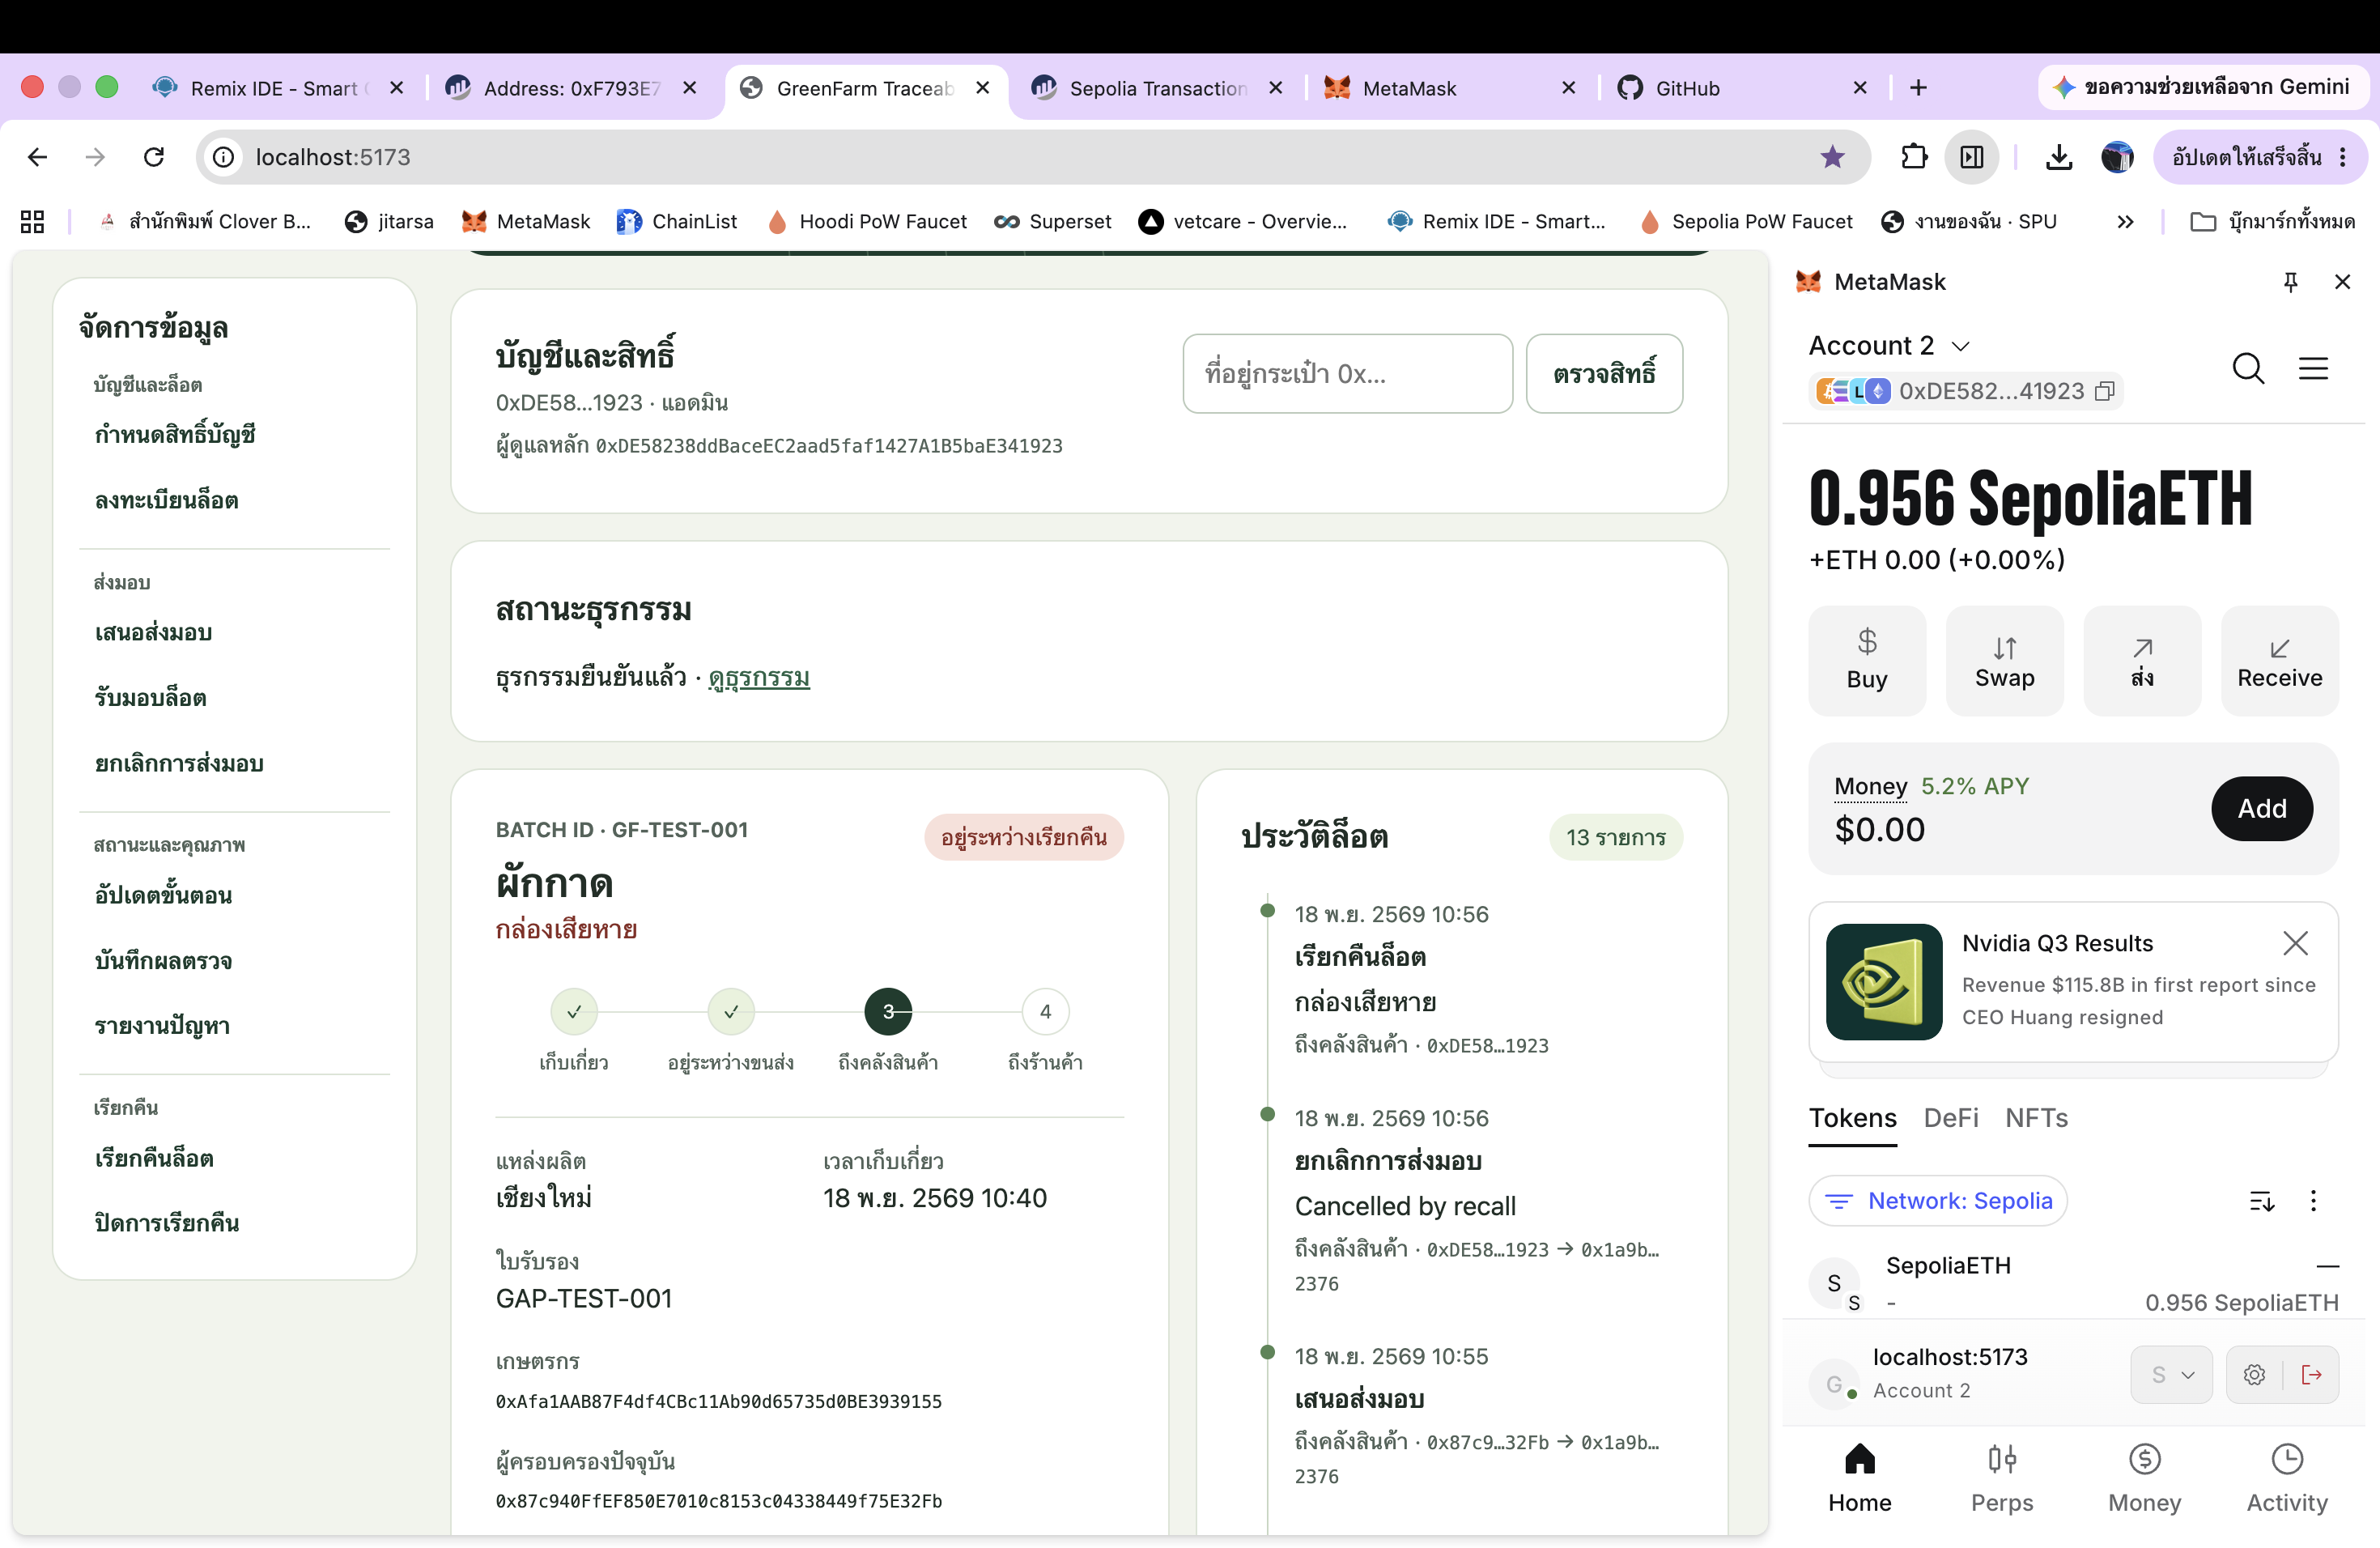 Remix IDE - Smart C
Address: 0xF793E7
GreenFarm Traceab
Sepolia Transaction
MetaMask
GitHub
ขอความช่วยเหลือจาก Gemini
localhost:5173
อัปเดตให้เสร็จสิ้น
สำนักพิมพ์ Clover B...
jitarsa
MetaMask
ChainList
Hoodi PoW Faucet
Superset
vetcare - Overvie...
Remix IDE - Smart...
Sepolia PoW Faucet
งานของฉัน · SPU
บุ๊กมาร์กทั้งหมด
จัดการข้อมูล
บัญชีและล็อต
กำหนดสิทธิ์บัญชี
ลงทะเบียนล็อต
ส่งมอบ
เสนอส่งมอบ
รับมอบล็อต
ยกเลิกการส่งมอบ
สถานะและคุณภาพ
อัปเดตขั้นตอน
บันทึกผลตรวจ
รายงานปัญหา
เรียกคืน
เรียกคืนล็อต
ปิดการเรียกคืน
บัญชีและสิทธิ์
0xDE58…1923 · แอดมิน
ผู้ดูแลหลัก 0xDE58238ddBaceEC2aad5faf1427A1B5baE341923
ที่อยู่กระเป๋า 0x...
ตรวจสิทธิ์
สถานะธุรกรรม
ธุรกรรมยืนยันแล้ว · ดูธุรกรรม
BATCH ID · GF-TEST-001
อยู่ระหว่างเรียกคืน
ผักกาด
กล่องเสียหาย
3
4
เก็บเกี่ยว
อยู่ระหว่างขนส่ง
ถึงคลังสินค้า
ถึงร้านค้า
แหล่งผลิต
เชียงใหม่
เวลาเก็บเกี่ยว
18 พ.ย. 2569 10:40
ใบรับรอง
GAP-TEST-001
เกษตรกร
0xAfa1AAB87F4df4CBc11Ab90d65735d0BE3939155
ผู้ครอบครองปัจจุบัน
0x87c940FfEF850E7010c8153c04338449f75E32Fb
ประวัติล็อต
13 รายการ
18 พ.ย. 2569 10:56
เรียกคืนล็อต
กล่องเสียหาย
ถึงคลังสินค้า · 0xDE58…1923
18 พ.ย. 2569 10:56
ยกเลิกการส่งมอบ
Cancelled by recall
ถึงคลังสินค้า · 0xDE58…1923 → 0x1a9b…
2376
18 พ.ย. 2569 10:55
เสนอส่งมอบ
ถึงคลังสินค้า · 0x87c9…32Fb → 0x1a9b…
2376
MetaMask
Account 2
0xDE582...41923
0.956 SepoliaETH
+ETH 0.00 (+0.00%)
Buy
Swap
ส่ง
Receive
Money 5.2% APY
$0.00
Add
Nvidia Q3 Results
Revenue $115.8B in first report since
CEO Huang resigned
Tokens
DeFi
NFTs
Network: Sepolia
S
S
SepoliaETH
—
-
0.956 SepoliaETH
G
localhost:5173
Account 2
S
Home
Perps
Money
Activity